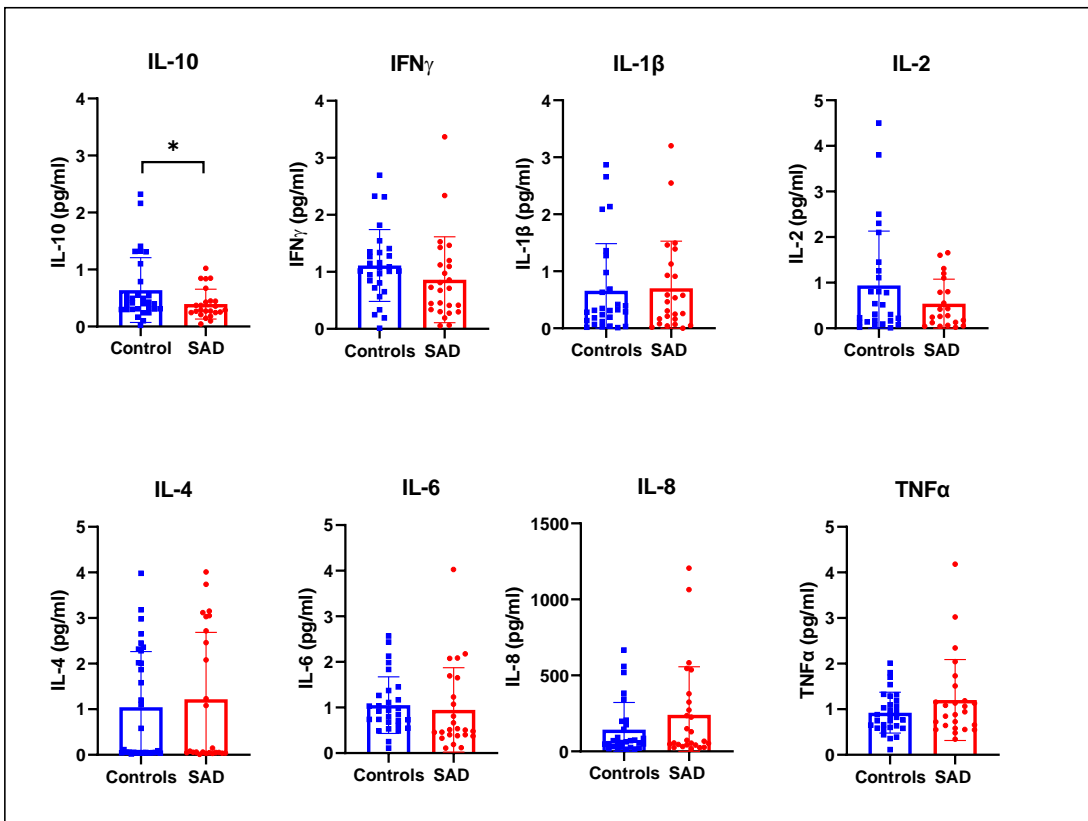 IL-10
IFNγ
IL-1β
IL-2
IL-10 (pg/ml)
4
3
2
1
0
*
Control SAD
IFNγ (pg/ml)
4
3
2
1
0
Controls SAD
IL-1β (pg/ml)
4
3
2
1
0
Controls SAD
IL-2 (pg/ml)
5
4
3
2
1
0
Controls SAD
IL-4
IL-6
IL-8
TNFα
IL-4 (pg/ml)
5
4
3
2
1
0
Controls SAD
IL-6 (pg/ml)
5
4
3
2
1
0
Controls SAD
IL-8 (pg/ml)
1500
1000
500
0
Controls SAD
TNFα (pg/ml)
5
4
3
2
1
0
Controls SAD